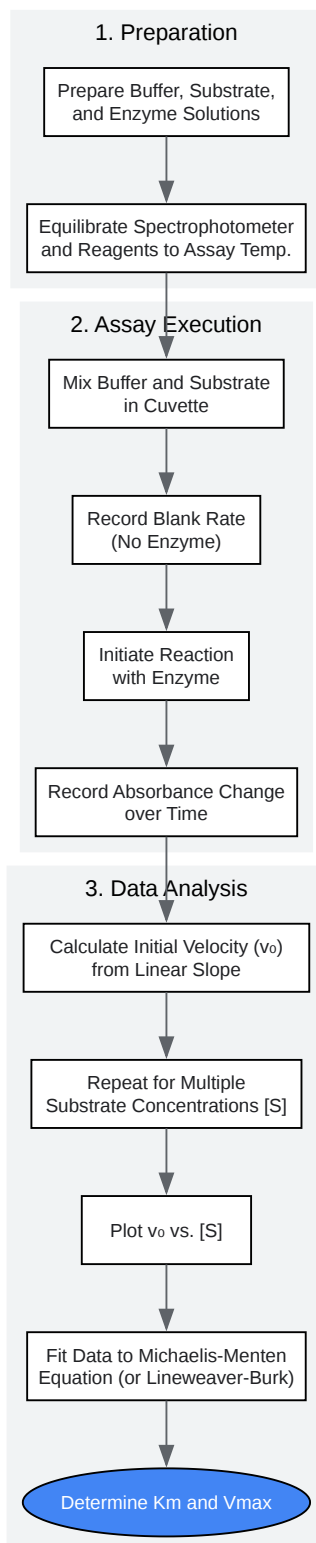 1. Preparation
Prepare Buffer, Substrate,
and Enzyme Solutions
Equilibrate Spectrophotometer
and Reagents to Assay Temp.
2. Assay Execution
Mix Buffer and Substrate
in Cuvette
Record Blank Rate
(No Enzyme)
Initiate Reaction
with Enzyme
Record Absorbance Change
over Time
3. Data Analysis
Calculate Initial Velocity (v₀)
from Linear Slope
Repeat for Multiple
Substrate Concentrations [S]
Plot v₀ vs. [S]
Fit Data to Michaelis-Menten
Equation (or Lineweaver-Burk)
Determine Km and Vmax